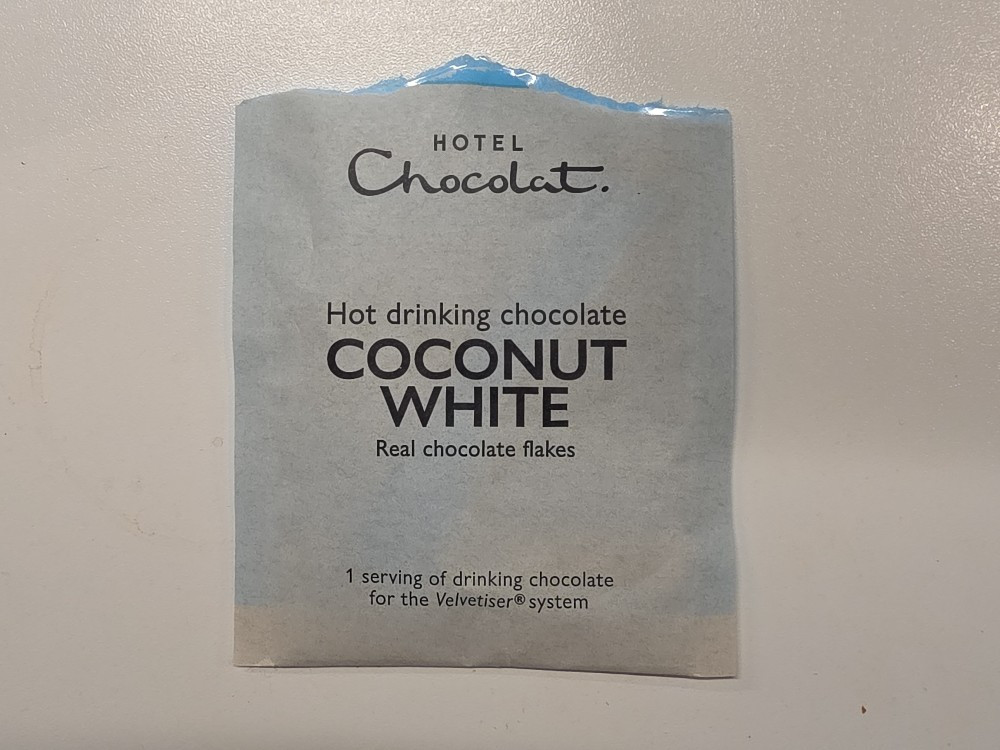 HOTEL
Chocolat.
Hot drinking chocolate
COCONUT
WHITE
Real chocolate flakes
1 serving of drinking chocolate
for the Velvetiser® system